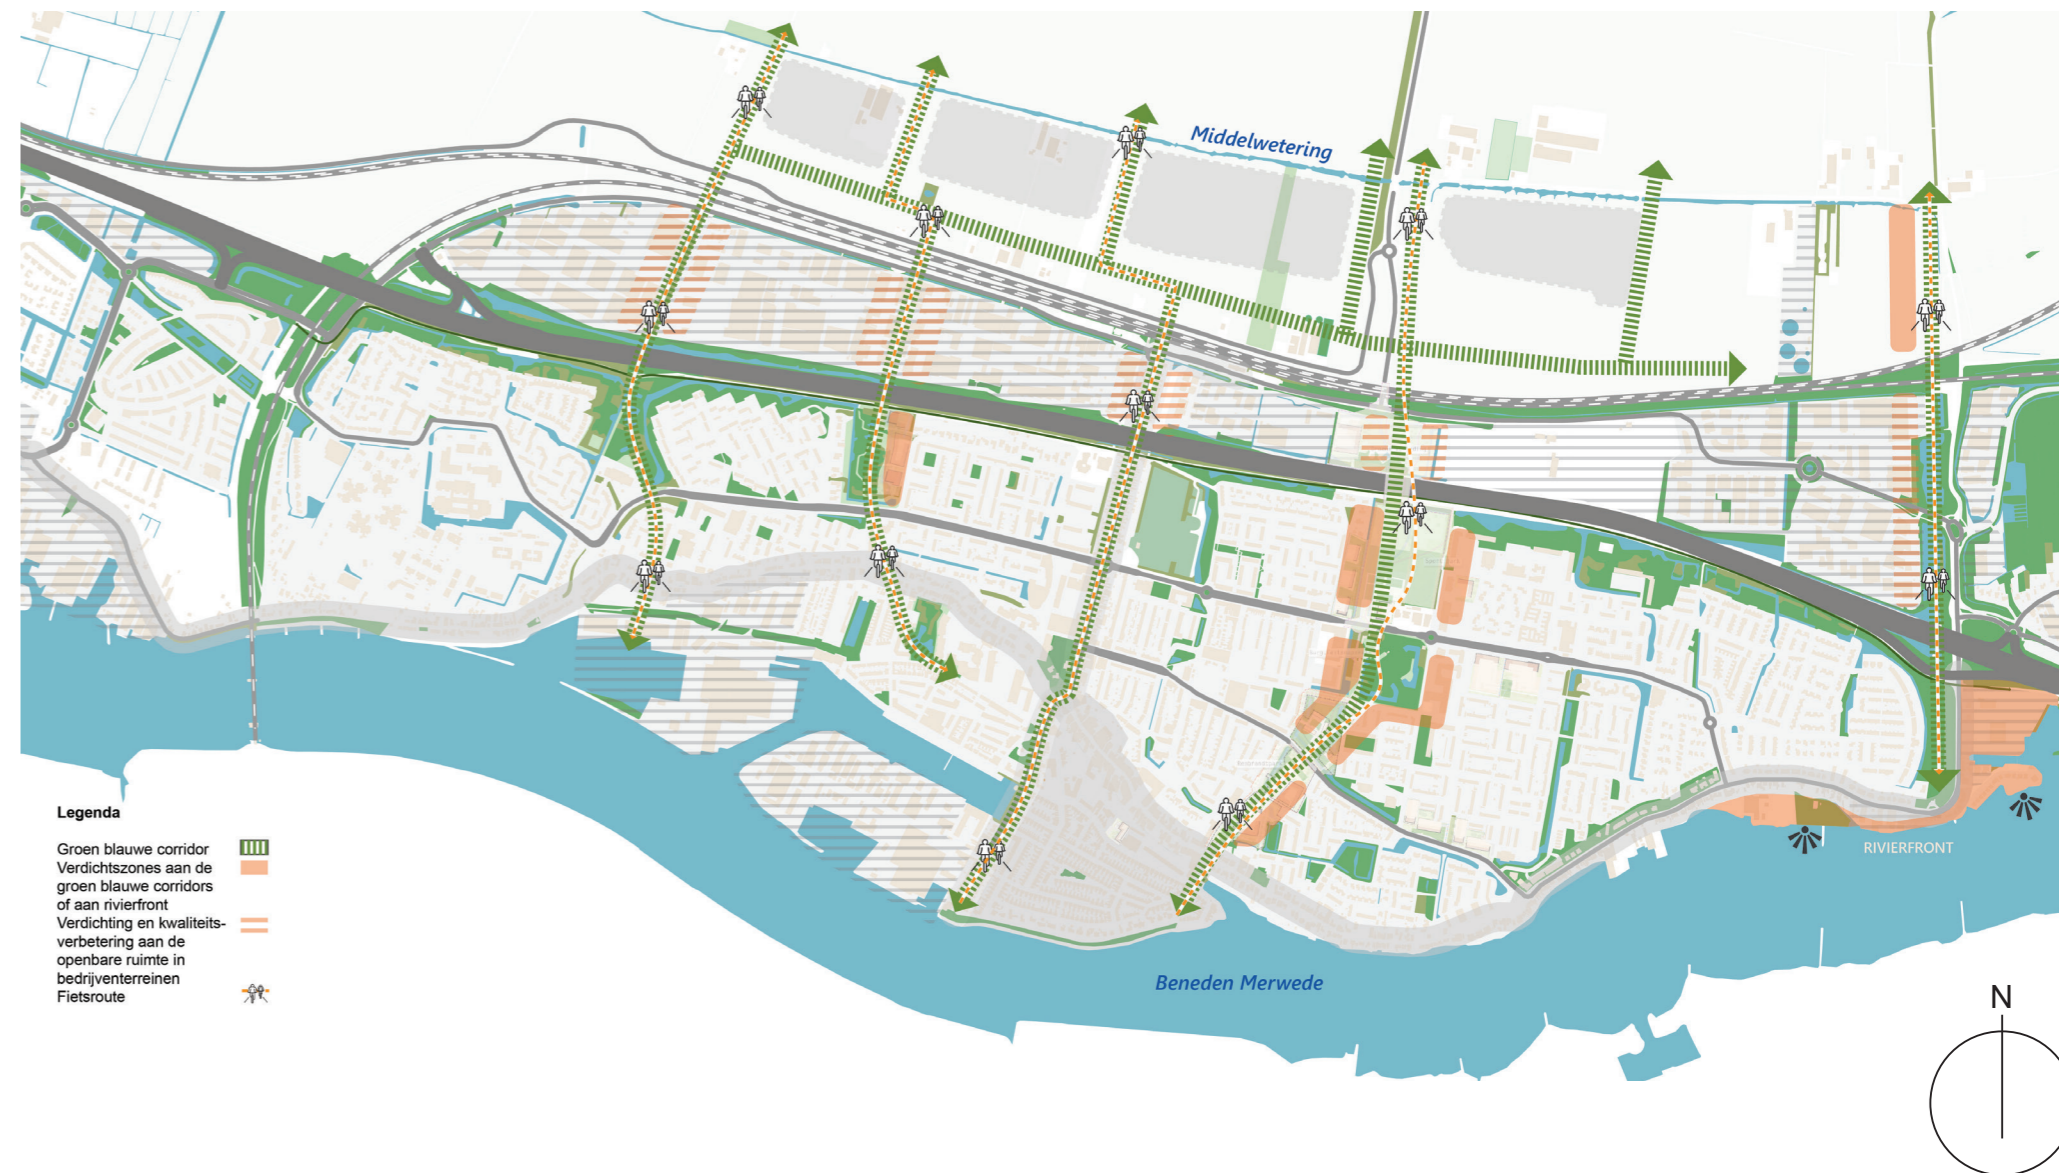 Middelwetering
RIVIERFRONT
Beneden Merwede
Legenda
Groen blauwe corridor
Verdichtszones aan de
groen blauwe corridors
of aan rivierfront
Verdichting en kwaliteits-
verbetering aan de
openbare ruimte in
bedrijventerreinen
Fietsroute
N